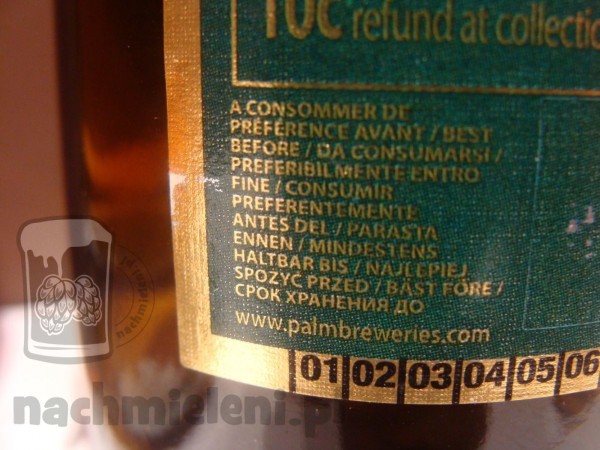 10¢ refund at collectio
A CONSOMMER DE
PRÉFÉRENCE AVANT / BEST
BEFORE / DA CONSUMARSI /
PREFERIBILMENTE ENTRO
FINE / CONSUMIR
PREFERENTEMENTE
ANTES DEL / PARASTA
ENNEN / MINDESTENS
HALTBAR BIS / NAJLEPIEJ
SPOŻYĆ PRZED / BÄST FÖRE /
СРОК ХРАНЕНИЯ ДО
www.palmbreweries.com
01 02 03 04 05 06
nachmieleni.pl